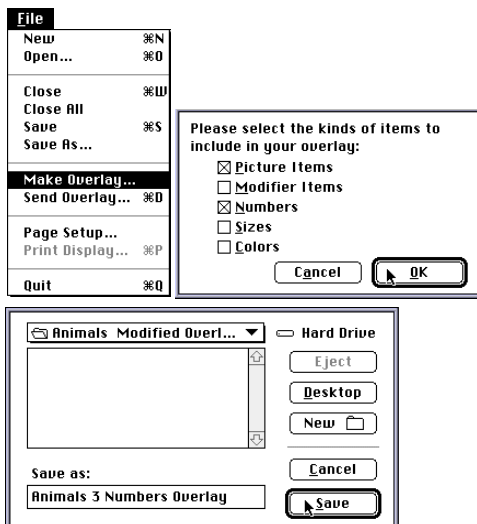 File
New ⌘N
Open... ⌘O
Close ⌘W
Close All
Save ⌘S
Save As...
Make Overlay...
Send Overlay... ⌘D
Page Setup...
Print Display... ⌘P
Quit ⌘Q
Please select the kinds of items to
include in your overlay:
Picture Items
Modifier Items
Numbers
Sizes
Colors
Cancel OK
Animals Modified Overl... Hard Drive
Eject
Desktop
New
Save as: Cancel
Animals 3 Numbers Overlay Save